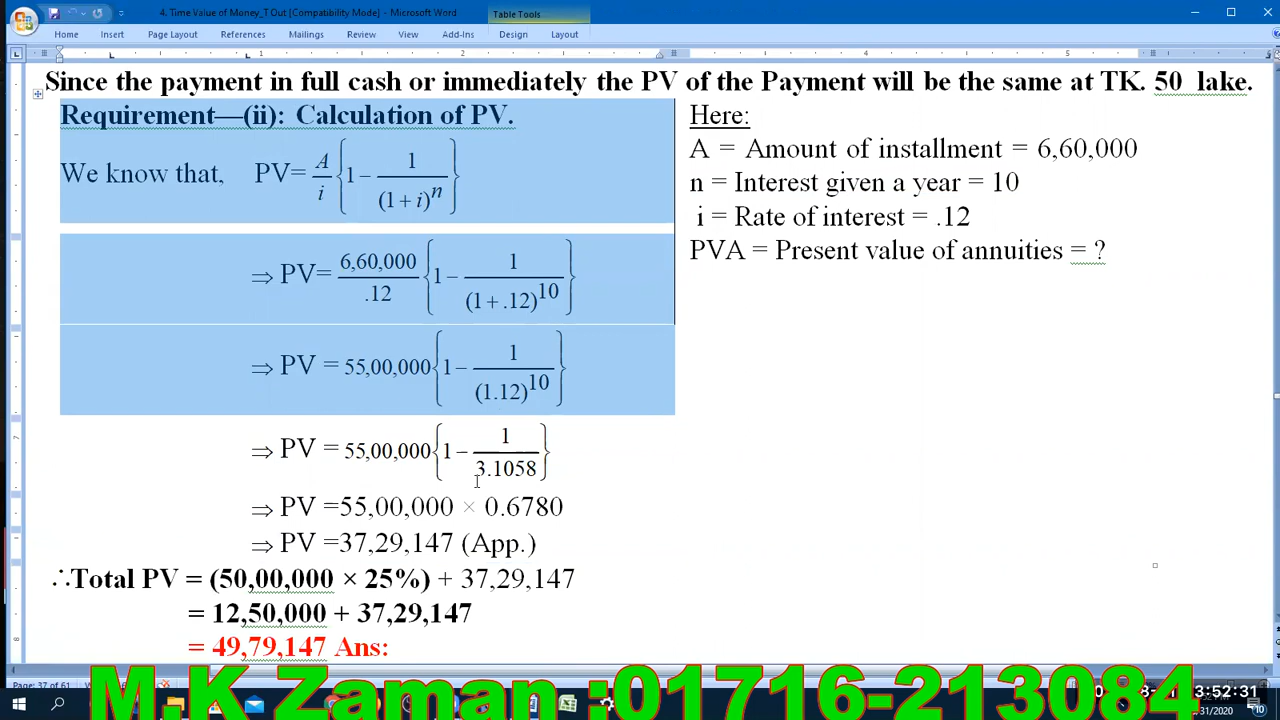 4. Time Value of Money_T Out [Compatibility Mode] - Microsoft Word
Table Tools
Home Insert Page Layout References Mailings Review View Add-Ins Design Layout
Since the payment in full cash or immediately the PV of the Payment will be the same at TK. 50 lake.
Requirement—(ii): Calculation of PV.
We know that, PV= A/i {1 − 1/(1 + i)^n}
⇒ PV= 6,60,000/.12 {1 − 1/(1 + .12)^10}
⇒ PV = 55,00,000 {1 − 1/(1.12)^10}
⇒ PV = 55,00,000 {1 − 1/3.1058}
⇒ PV =55,00,000 × 0.6780
⇒ PV =37,29,147 (App.)
Here:
A = Amount of installment = 6,60,000
n = Interest given a year = 10
i = Rate of interest = .12
PVA = Present value of annuities = ?
∴Total PV = (50,00,000 × 25%) + 37,29,147
= 12,50,000 + 37,29,147
= 49,79,147 Ans:
Page: 37 of 61
M.K Zaman :01716-213084
3:52:31
31/2020